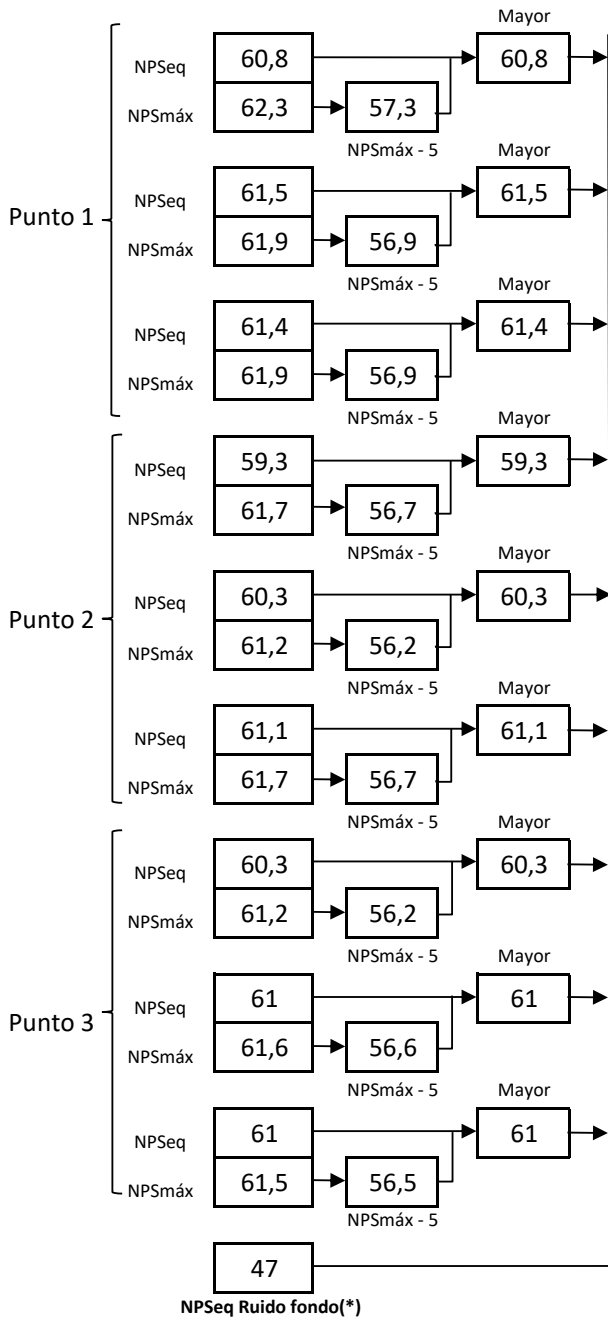 Mayor
NPSeq 60,8 60,8
NPSmáx 62,3 57,3
NPSmáx - 5
Mayor
NPSeq 61,5 61,5
Punto 1
NPSmáx 61,9 56,9
NPSmáx - 5
Mayor
NPSeq 61,4 61,4
NPSmáx 61,9 56,9
NPSmáx - 5
Mayor
NPSeq 59,3 59,3
NPSmáx 61,7 56,7
NPSmáx - 5
Mayor
NPSeq 60,3 60,3
Punto 2
NPSmáx 61,2 56,2
NPSmáx - 5
Mayor
NPSeq 61,1 61,1
NPSmáx 61,7 56,7
NPSmáx - 5
Mayor
NPSeq 60,3 60,3
NPSmáx 61,2 56,2
NPSmáx - 5
Mayor
NPSeq 61 61
Punto 3
NPSmáx 61,6 56,6
NPSmáx - 5
Mayor
NPSeq 61 61
NPSmáx 61,5 56,5
NPSmáx - 5
47
NPSeq Ruido fondo(*)